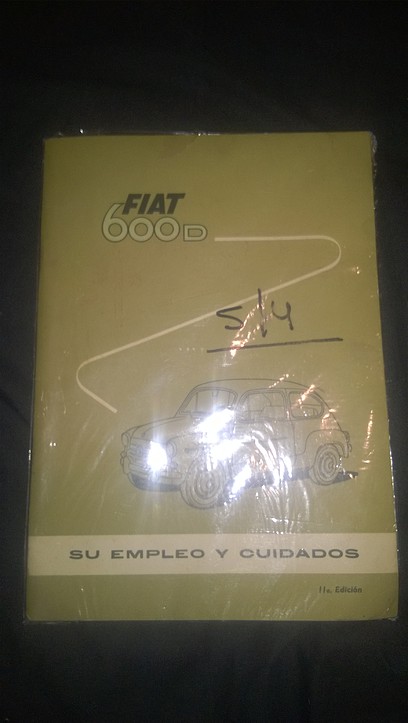 FIAT
600D
S/4
SU EMPLEO Y CUIDADOS
11a. Edición